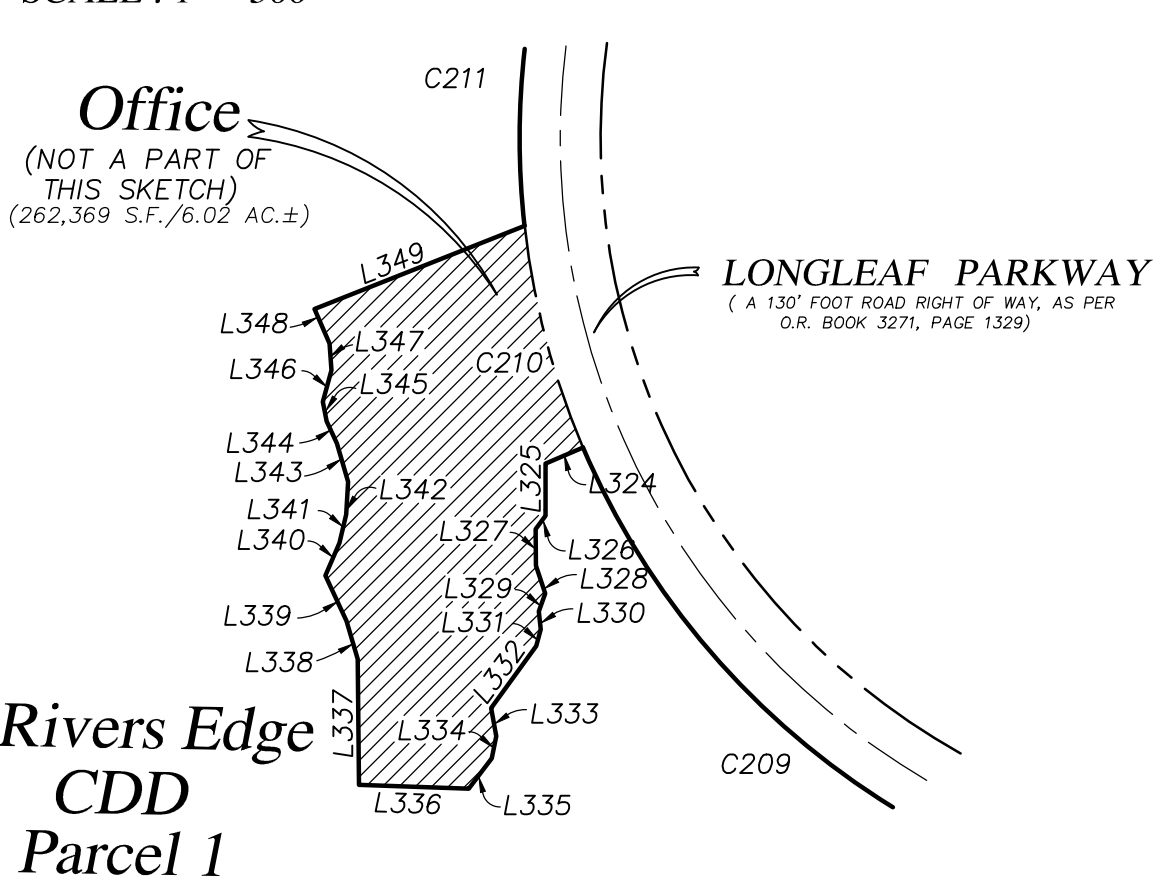 C211
Office
(NOT A PART OF
THIS SKETCH)
(262,369 S.F./6.02 AC.±)
L349
LONGLEAF PARKWAY
( A 130' FOOT ROAD RIGHT OF WAY, AS PER
O.R. BOOK 3271, PAGE 1329)
L348
L347
L346
C210
L345
L344
L343
L325
L324
L342
L341
L340
L327
L326
L329
L328
L339
L331
L330
L338
L332
L337
L334
L333
Rivers Edge
CDD
Parcel 1
C209
L336
L335